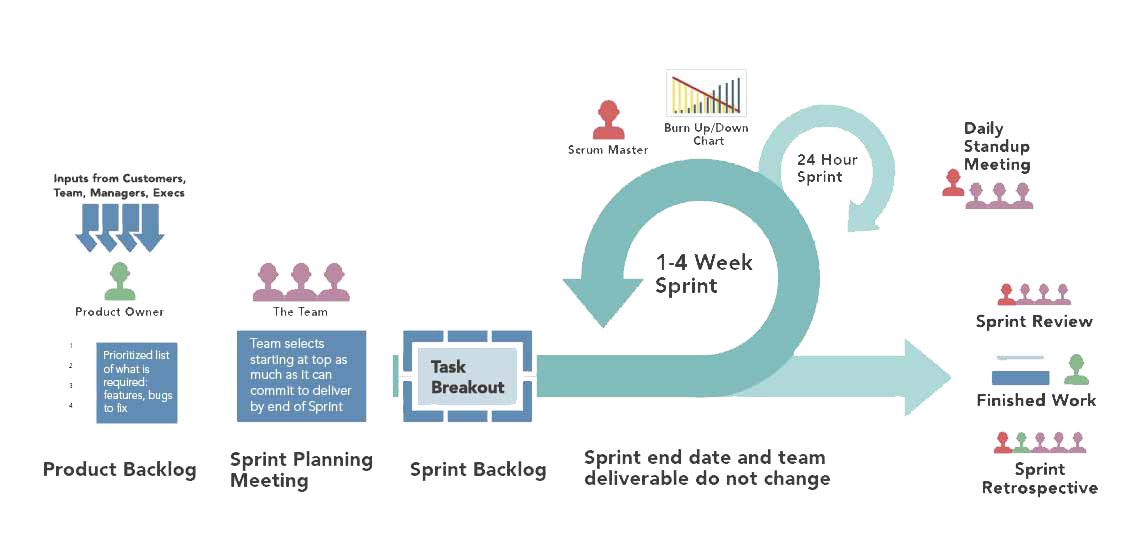 Inputs from Customers,
Team, Managers, Execs
Product Owner
1
2
3
4
Prioritized list
of what is
required:
features, bugs
to fix
Product Backlog
The Team
Team selects
starting at top as
much as it can
commit to deliver
by end of Sprint
Sprint Planning
Meeting
Task
Breakout
Sprint Backlog
Scrum Master
Burn Up/Down
Chart
1-4 Week
Sprint
24 Hour
Sprint
Sprint end date and team
deliverable do not change
Daily
Standup
Meeting
Sprint Review
Finished Work
Sprint
Retrospective